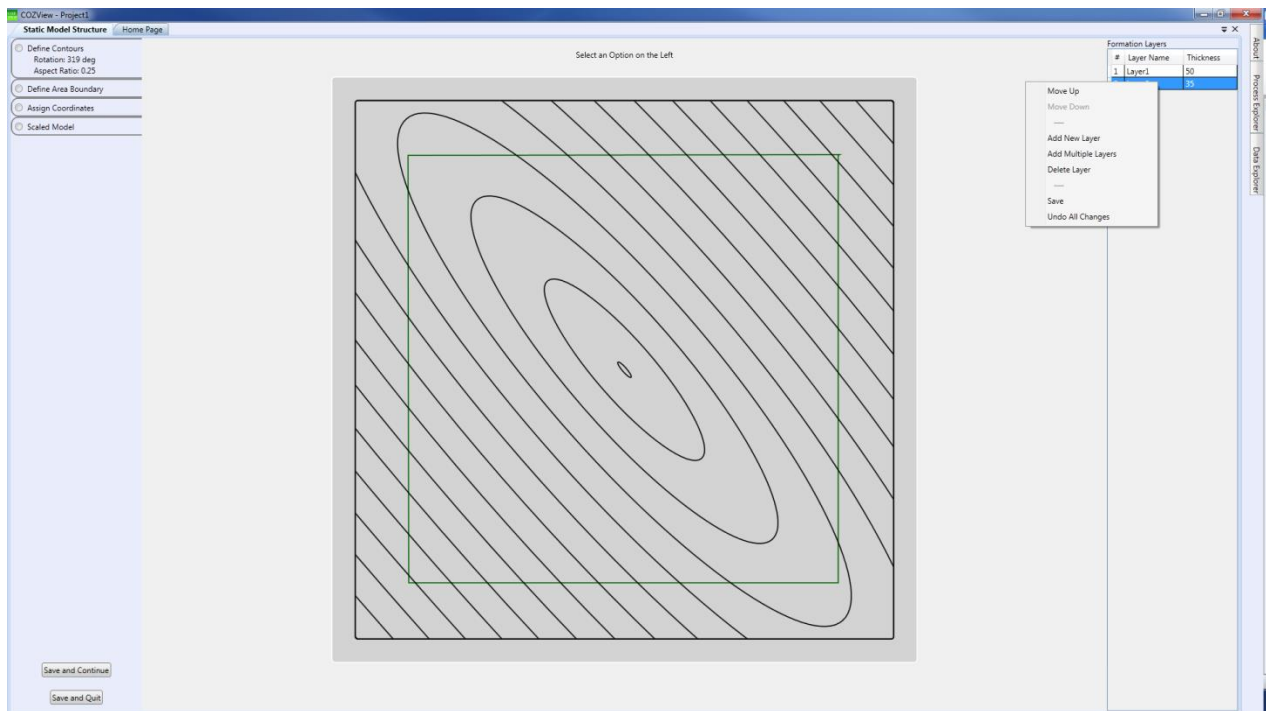 COZView - Project1
Static Model Structure Home Page
Define Contours
Rotation: 319 deg
Aspect Ratio: 0.25
Define Area Boundary
Assign Coordinates
Scaled Model
Select an Option on the Left
Formation Layers
# Layer Name Thickness
1 Layer1 50
35
Move Up
Move Down
Add New Layer
Add Multiple Layers
Delete Layer
Save
Undo All Changes
About
Process Explorer
Data Explorer
Save and Continue
Save and Quit